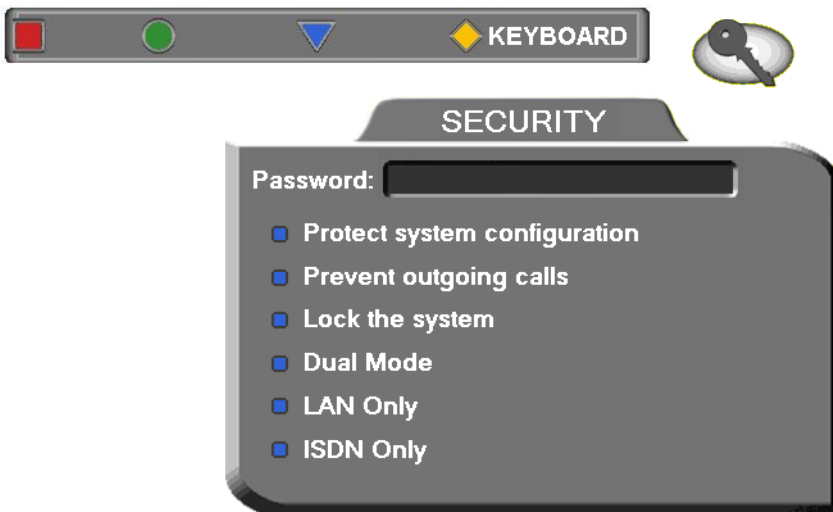 KEYBOARD
SECURITY
Password:
Protect system configuration
Prevent outgoing calls
Lock the system
Dual Mode
LAN Only
ISDN Only